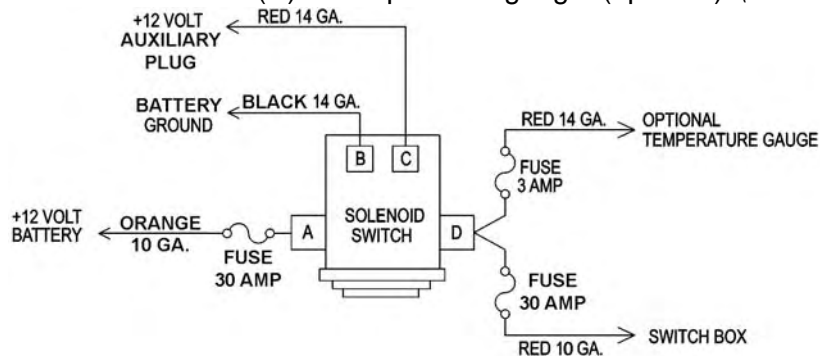 +12 VOLT
AUXILIARY
PLUG
RED 14 GA.
BATTERY
GROUND
BLACK 14 GA.
B
C
RED 14 GA.
OPTIONAL
TEMPERATURE GAUGE
FUSE
3 AMP
+12 VOLT
BATTERY
ORANGE
10 GA.
FUSE
30 AMP
A
SOLENOID
SWITCH
D
FUSE
30 AMP
RED 10 GA.
SWITCH BOX